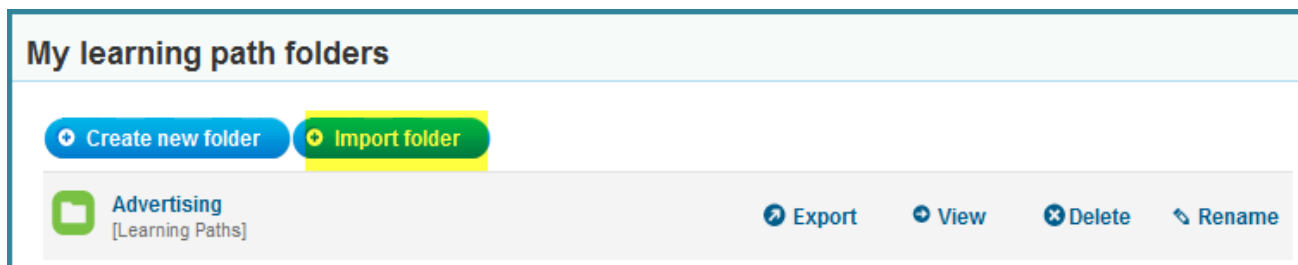 My learning path folders
Create new folder Import folder
Advertising
[Learning Paths]
Export View Delete Rename